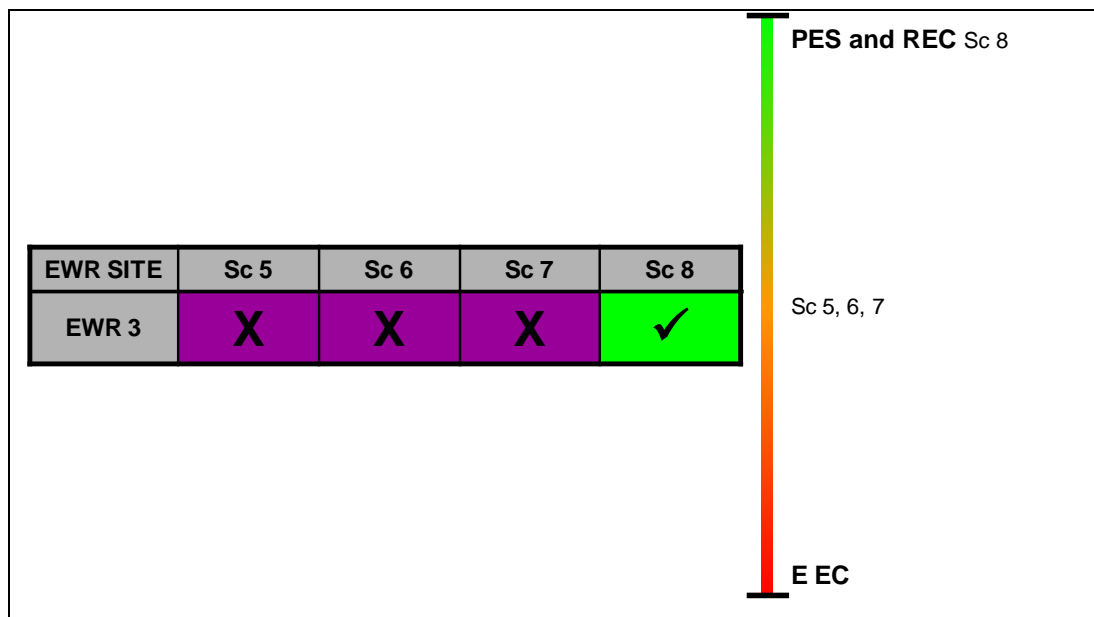 PES and REC Sc 8
EWR SITE Sc 5 Sc 6 Sc 7 Sc 8
EWR 3 X X X ✓
Sc 5, 6, 7
E EC